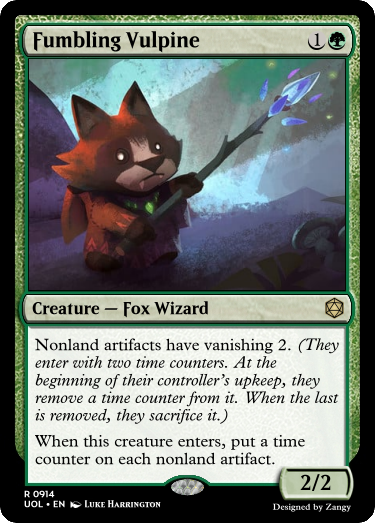 Fumbling Vulpine 1
Creature — Fox Wizard
Nonland artifacts have vanishing 2. (They
enter with two time counters. At the
beginning of their controller's upkeep, they
remove a time counter from it. When the last
is removed, they sacrifice it.)
When this creature enters, put a time
counter on each nonland artifact.
2/2
R 0914
UOL • EN Luke Harrington
Designed by Zangy